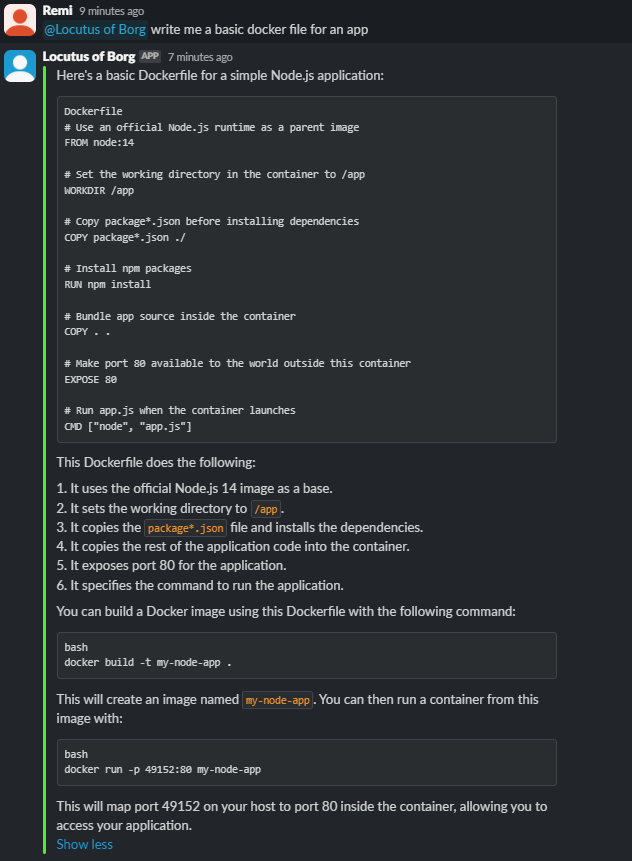 Remi 9 minutes ago
@Locutus of Borg write me a basic docker file for an app
Locutus of Borg APP 7 minutes ago
Here's a basic Dockerfile for a simple Node.js application:
Dockerfile
# Use an official Node.js runtime as a parent image
FROM node:14
# Set the working directory in the container to /app
WORKDIR /app
# Copy package*.json before installing dependencies
COPY package*.json ./
# Install npm packages
RUN npm install
# Bundle app source inside the container
COPY . .
# Make port 80 available to the world outside this container
EXPOSE 80
# Run app.js when the container launches
CMD ["node", "app.js"]
This Dockerfile does the following:
1. It uses the official Node.js 14 image as a base.
2. It sets the working directory to /app.
3. It copies the package*.json file and installs the dependencies.
4. It copies the rest of the application code into the container.
5. It exposes port 80 for the application.
6. It specifies the command to run the application.
You can build a Docker image using this Dockerfile with the following command:
bash
docker build -t my-node-app .
This will create an image named my-node-app. You can then run a container from this
image with:
bash
docker run -p 49152:80 my-node-app
This will map port 49152 on your host to port 80 inside the container, allowing you to
access your application.
Show less